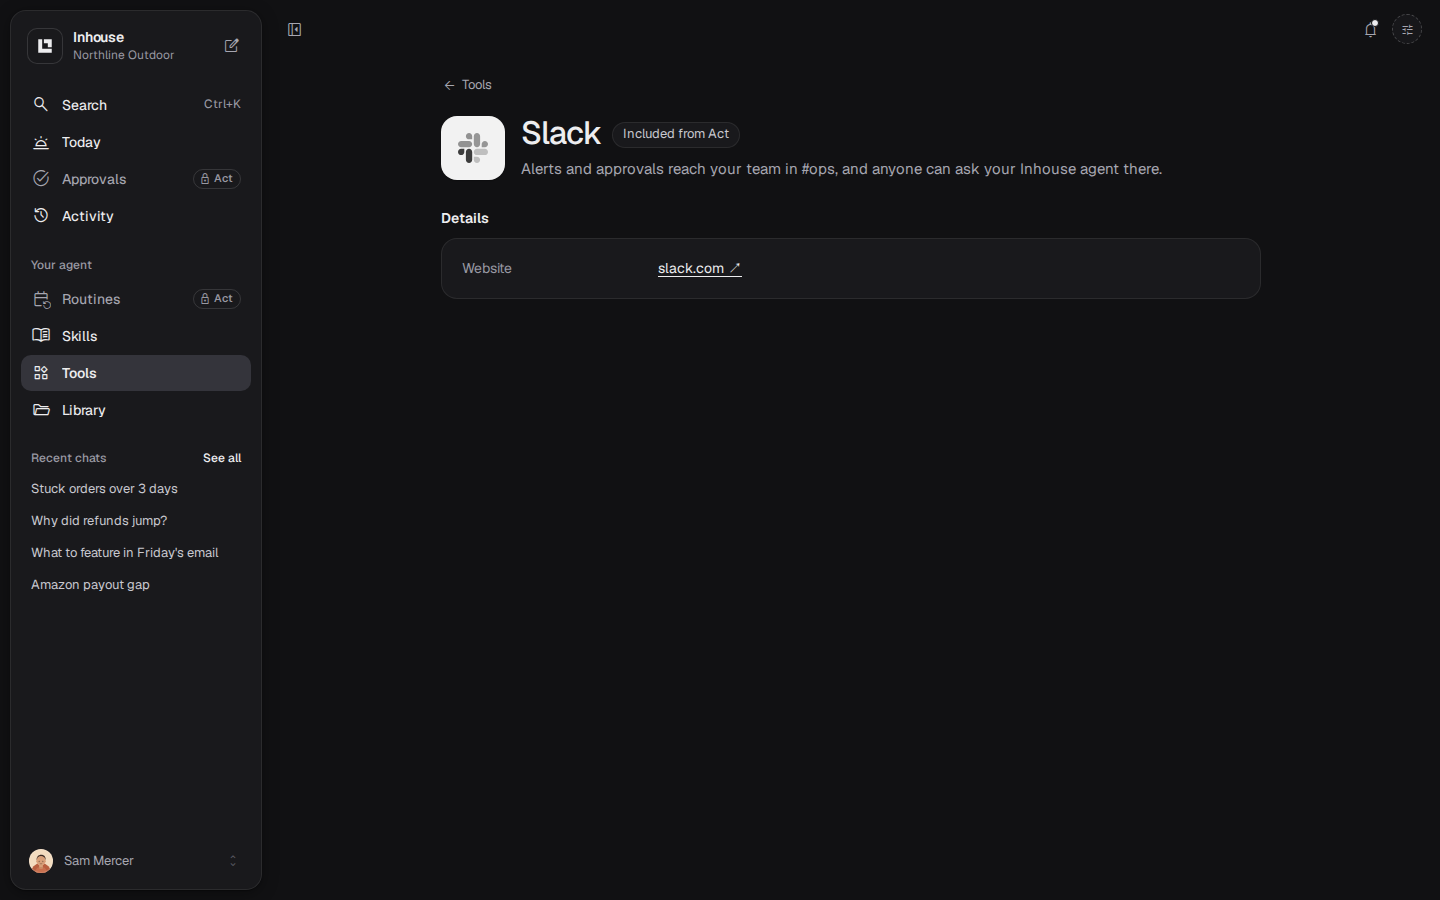 Inhouse
Northline Outdoor
Search Ctrl+K
Today
Approvals Act
Activity
Your agent
Routines Act
Skills
Tools
Library
Recent chats See all
Stuck orders over 3 days
Why did refunds jump?
What to feature in Friday's email
Amazon payout gap
Sam Mercer
← Tools
Slack Included from Act
Alerts and approvals reach your team in #ops, and anyone can ask your Inhouse agent there.
Details
Website slack.com ↗